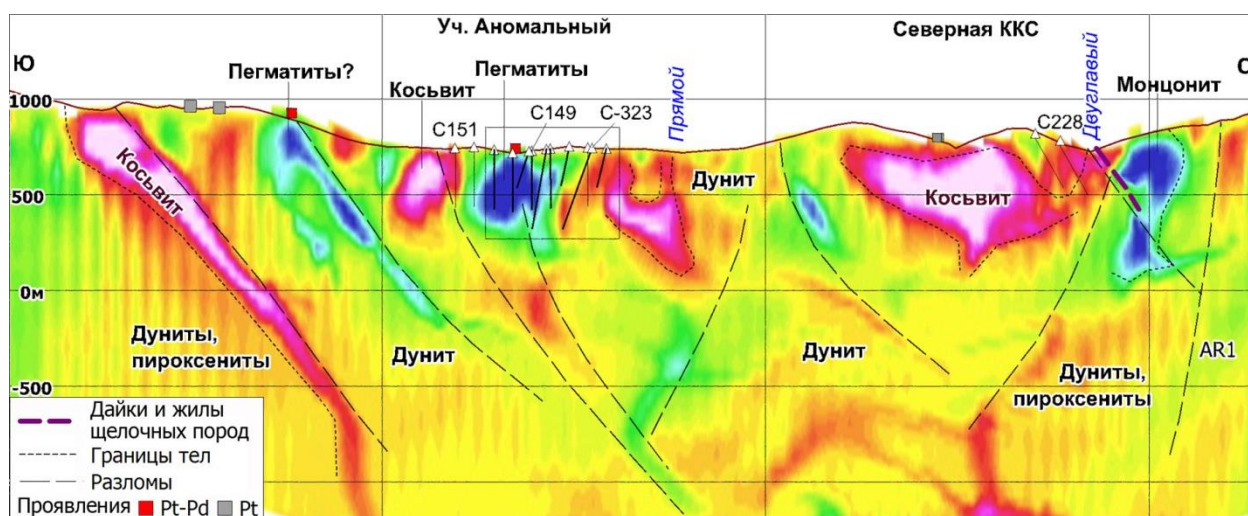 Уч. Аномальный
Северная ККС
Ю
С
Пегматиты?
Пегматиты
Монцонит
1000
Косьвит
С151
С149
С-323
Прямой
С228
Двуглавый
500
Косьвит
Дунит
Косьвит
0м
Дуниты,
пироксениты
Дунит
Дунит
Дуниты,
пироксениты
AR1
-500
Дайки и жилы
щелочных пород
Границы тел
Разломы
Проявления Pt-Pd Pt